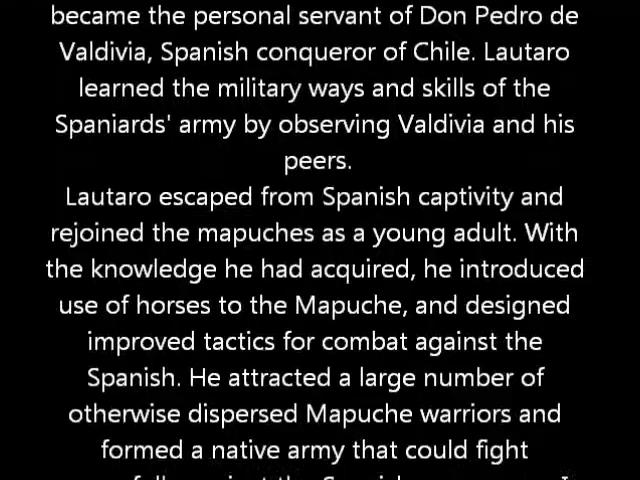 became the personal servant of Don Pedro de
Valdivia, Spanish conqueror of Chile. Lautaro
learned the military ways and skills of the
Spaniards' army by observing Valdivia and his
peers.
Lautaro escaped from Spanish captivity and
rejoined the mapuches as a young adult. With
the knowledge he had acquired, he introduced
use of horses to the Mapuche, and designed
improved tactics for combat against the
Spanish. He attracted a large number of
otherwise dispersed Mapuche warriors and
formed a native army that could fight